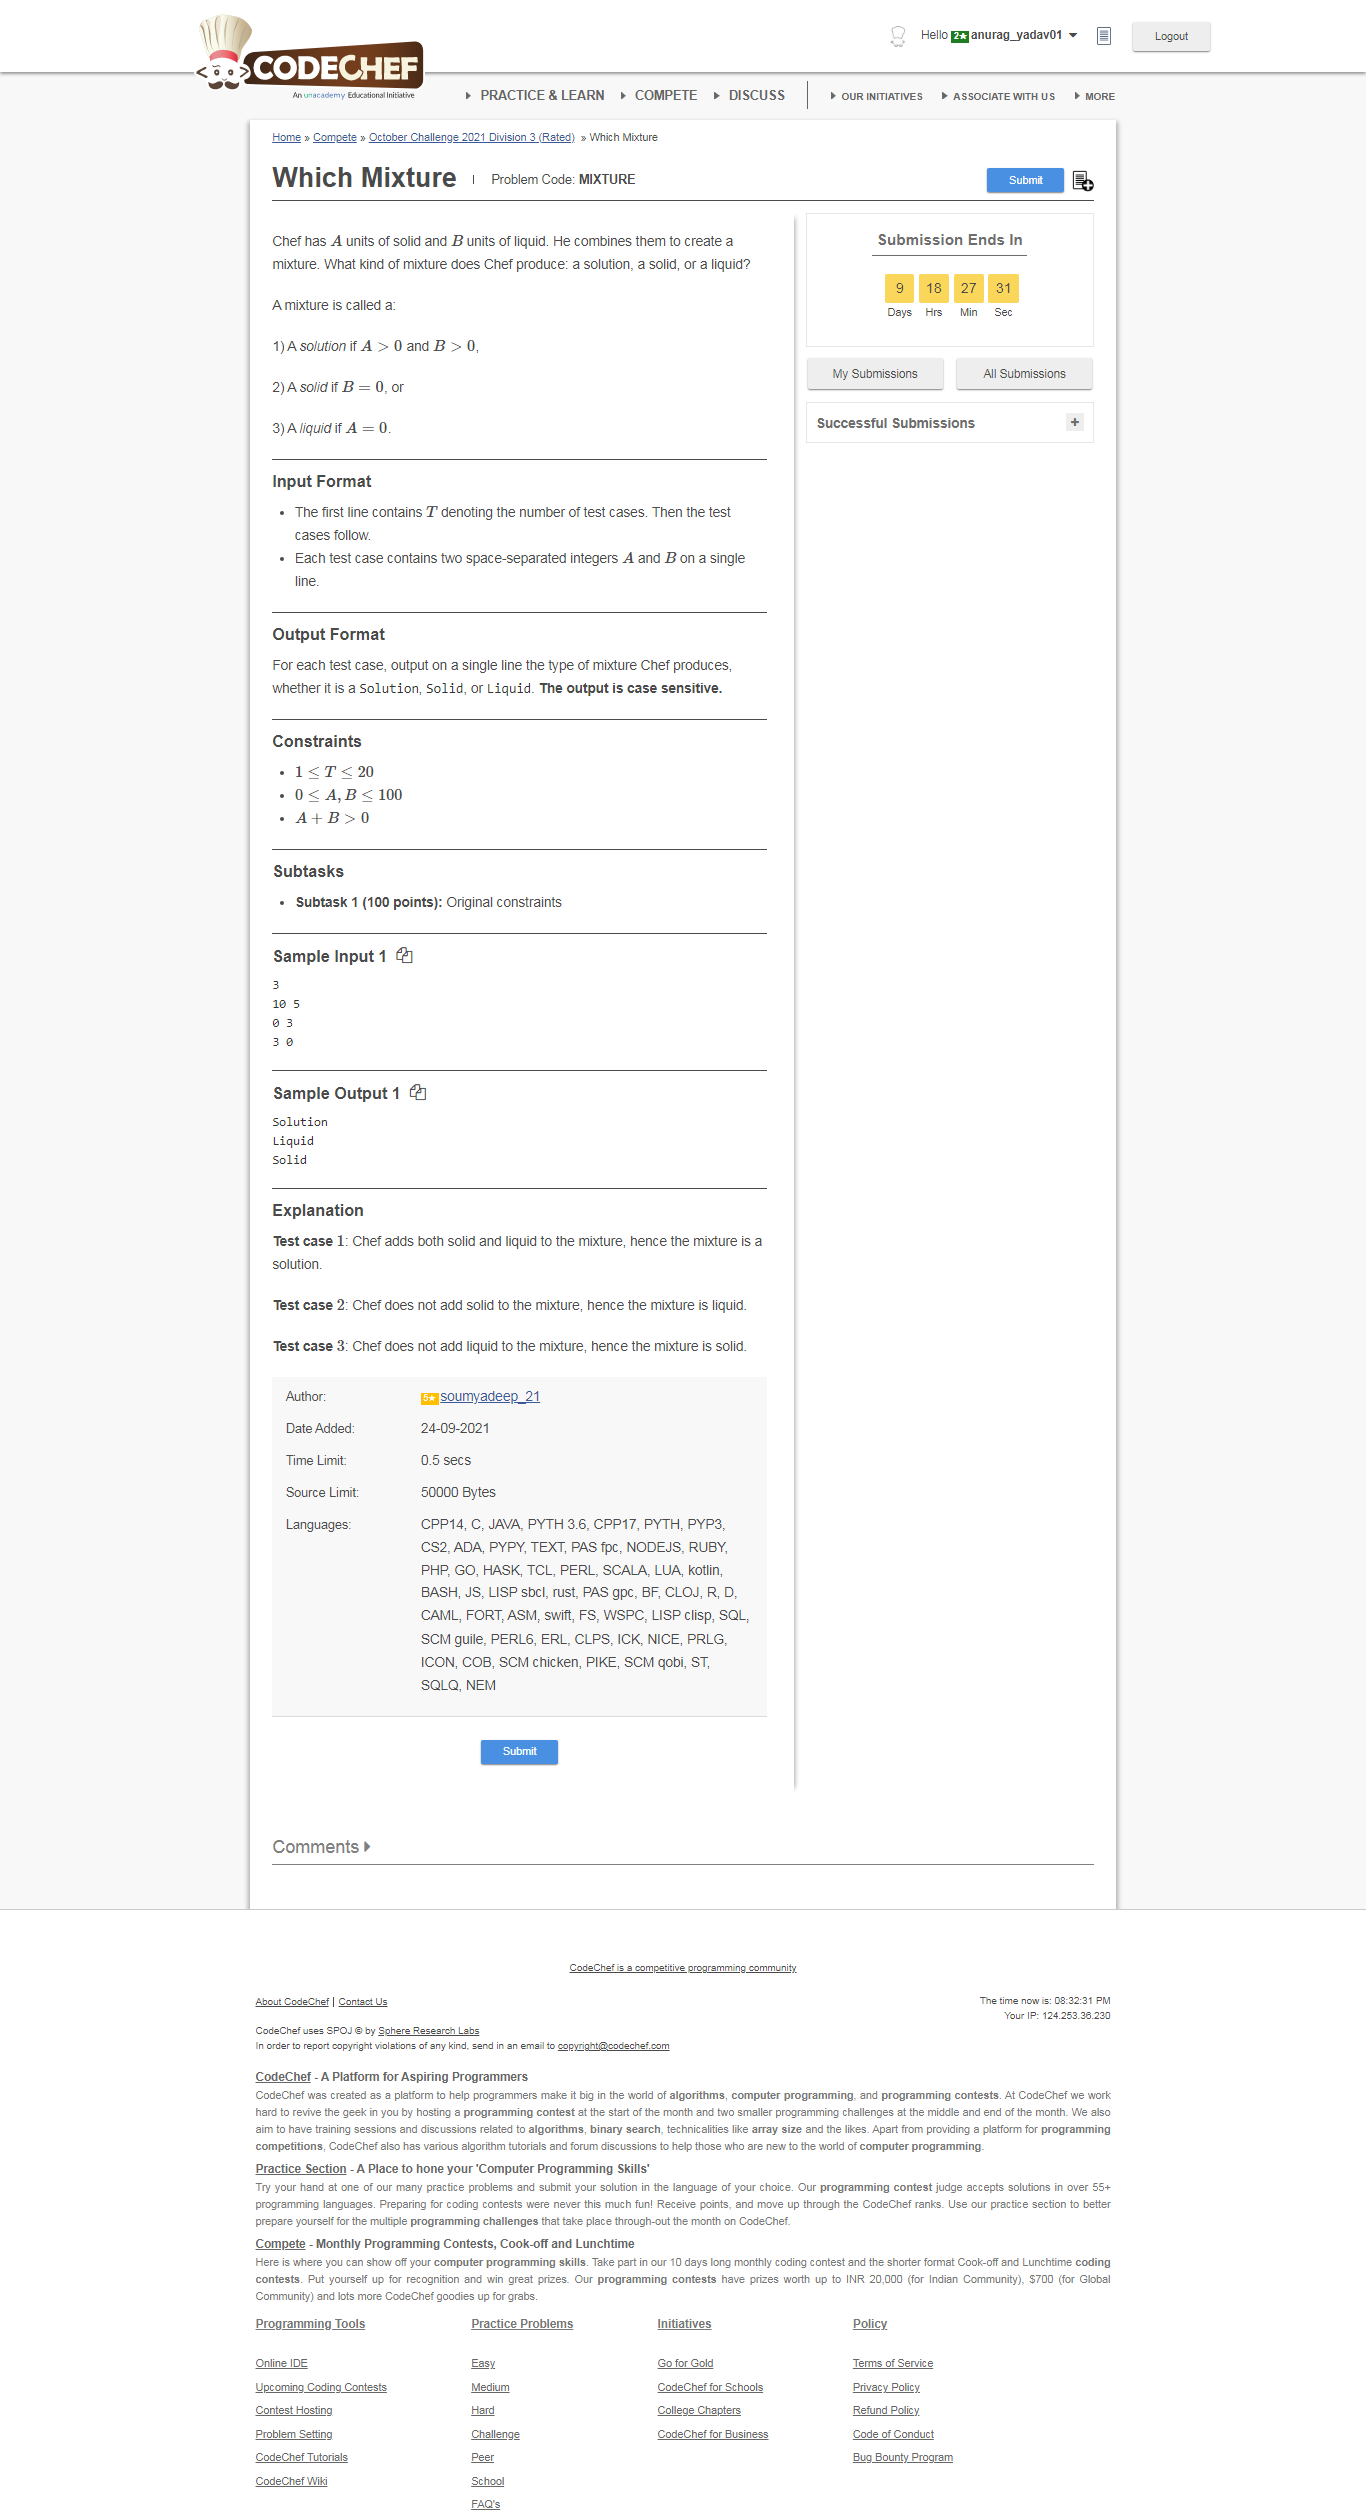 CODECHEF
An unacademy Educational Initiative
Hello 2★ anurag_yadav01
Logout
PRACTICE & LEARN COMPETE DISCUSS OUR INITIATIVES ASSOCIATE WITH US MORE
Home » Compete » October Challenge 2021 Division 3 (Rated) » Which Mixture
Which Mixture Problem Code: MIXTURE
Submit
Chef has A units of solid and B units of liquid. He combines them to create a
mixture. What kind of mixture does Chef produce: a solution, a solid, or a liquid?
A mixture is called a:
1) A solution if A > 0 and B > 0,
2) A solid if B = 0, or
3) A liquid if A = 0.
Input Format
• The first line contains T denoting the number of test cases. Then the test
cases follow.
• Each test case contains two space-separated integers A and B on a single
line.
Output Format
For each test case, output on a single line the type of mixture Chef produces,
whether it is a Solution, Solid, or Liquid. The output is case sensitive.
Constraints
• 1 ≤ T ≤ 20
• 0 ≤ A, B ≤ 100
• A + B > 0
Subtasks
• Subtask 1 (100 points): Original constraints
Sample Input 1
3
10 5
0 3
3 0
Sample Output 1
Solution
Liquid
Solid
Explanation
Test case 1: Chef adds both solid and liquid to the mixture, hence the mixture is a
solution.
Test case 2: Chef does not add solid to the mixture, hence the mixture is liquid.
Test case 3: Chef does not add liquid to the mixture, hence the mixture is solid.
Author: 5★ soumyadeep_21
Date Added: 24-09-2021
Time Limit: 0.5 secs
Source Limit: 50000 Bytes
Languages: CPP14, C, JAVA, PYTH 3.6, CPP17, PYTH, PYP3,
CS2, ADA, PYPY, TEXT, PAS fpc, NODEJS, RUBY,
PHP, GO, HASK, TCL, PERL, SCALA, LUA, kotlin,
BASH, JS, LISP sbcl, rust, PAS gpc, BF, CLOJ, R, D,
CAML, FORT, ASM, swift, FS, WSPC, LISP clisp, SQL,
SCM guile, PERL6, ERL, CLPS, ICK, NICE, PRLG,
ICON, COB, SCM chicken, PIKE, SCM qobi, ST,
SQLQ, NEM
Submit
Submission Ends In
9 18 27 31
Days Hrs Min Sec
My Submissions All Submissions
Successful Submissions +
Comments
CodeChef is a competitive programming community
About CodeChef | Contact Us
The time now is: 08:32:31 PM
Your IP: 124.253.36.230
CodeChef uses SPOJ © by Sphere Research Labs
In order to report copyright violations of any kind, send in an email to copyright@codechef.com
CodeChef - A Platform for Aspiring Programmers
CodeChef was created as a platform to help programmers make it big in the world of algorithms, computer programming, and programming contests. At CodeChef we work
hard to revive the geek in you by hosting a programming contest at the start of the month and two smaller programming challenges at the middle and end of the month. We also
aim to have training sessions and discussions related to algorithms, binary search, technicalities like array size and the likes. Apart from providing a platform for programming
competitions, CodeChef also has various algorithm tutorials and forum discussions to help those who are new to the world of computer programming.
Practice Section - A Place to hone your 'Computer Programming Skills'
Try your hand at one of our many practice problems and submit your solution in the language of your choice. Our programming contest judge accepts solutions in over 55+
programming languages. Preparing for coding contests were never this much fun! Receive points, and move up through the CodeChef ranks. Use our practice section to better
prepare yourself for the multiple programming challenges that take place through-out the month on CodeChef.
Compete - Monthly Programming Contests, Cook-off and Lunchtime
Here is where you can show off your computer programming skills. Take part in our 10 days long monthly coding contest and the shorter format Cook-off and Lunchtime coding
contests. Put yourself up for recognition and win great prizes. Our programming contests have prizes worth up to INR 20,000 (for Indian Community), $700 (for Global
Community) and lots more CodeChef goodies up for grabs.
Programming Tools
Online IDE
Upcoming Coding Contests
Contest Hosting
Problem Setting
CodeChef Tutorials
CodeChef Wiki
Practice Problems
Easy
Medium
Hard
Challenge
Peer
School
FAQ's
Initiatives
Go for Gold
CodeChef for Schools
College Chapters
CodeChef for Business
Policy
Terms of Service
Privacy Policy
Refund Policy
Code of Conduct
Bug Bounty Program